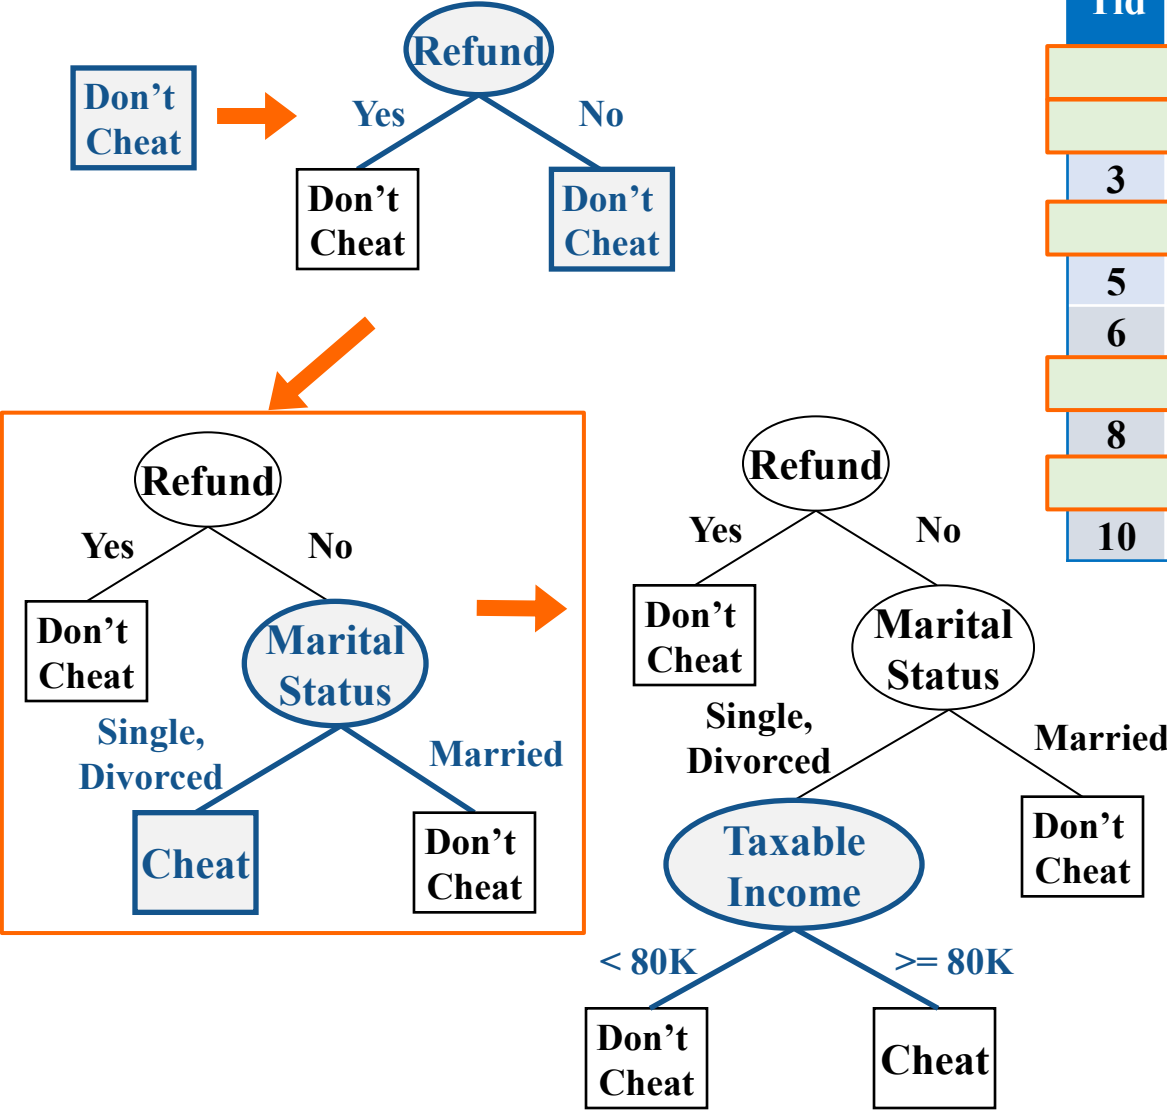 Refund
Don't
Cheat
Yes
No
Don't
Cheat
Don't
Cheat
Refund
Yes
No
Don't
Cheat
Marital
Status
Single,
Divorced
Married
Cheat
Don't
Cheat
Refund
Yes
No
Don't
Cheat
Marital
Status
Single,
Divorced
Married
Taxable
Income
Don't
Cheat
< 80K
>= 80K
Don't
Cheat
Cheat
Tid
3
5
6
8
10